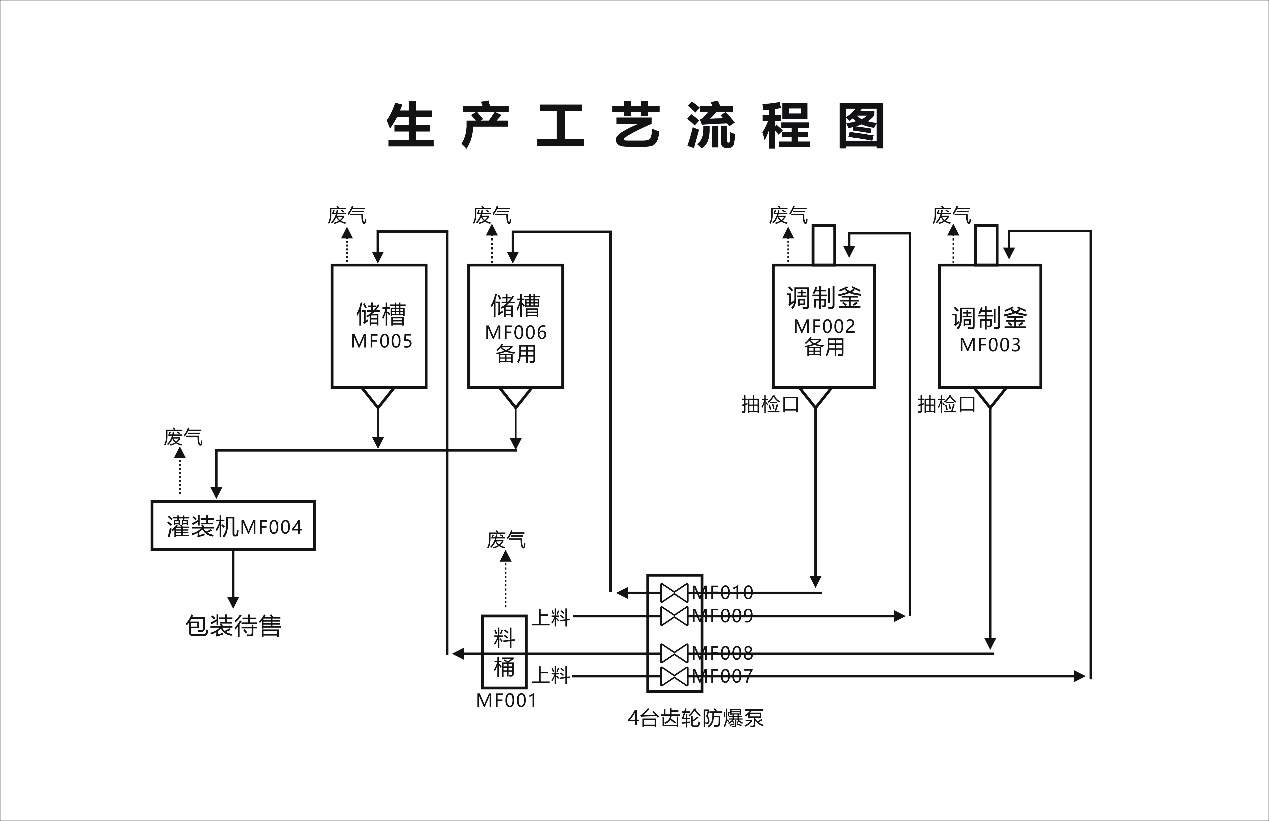 生产工艺流程图
废气
废气
废气
废气
储槽
MF005
储槽
MF006
备用
调制釜
MF002
备用
调制釜
MF003
抽检口
抽检口
废气
灌装机MF004
包装待售
废气
MF010
上料
MF009
料
桶
MF008
上料
MF007
MF001
4台齿轮防爆泵